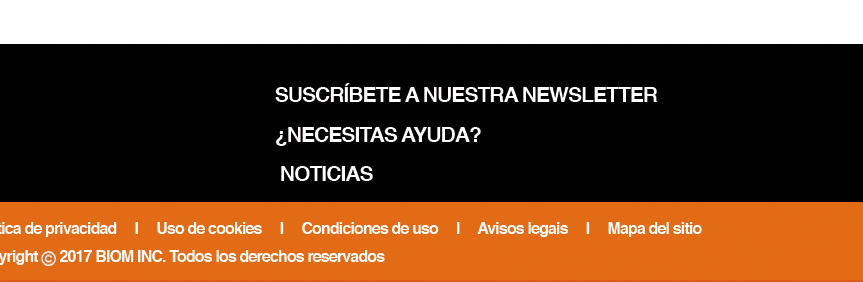 SUSCRÍBETE A NUESTRA NEWSLETTER
¿NECESITAS AYUDA?
NOTICIAS
tica de privacidad I Uso de cookies I Condiciones de uso I Avisos legais I Mapa del sitio
yright © 2017 BIOM INC. Todos los derechos reservados